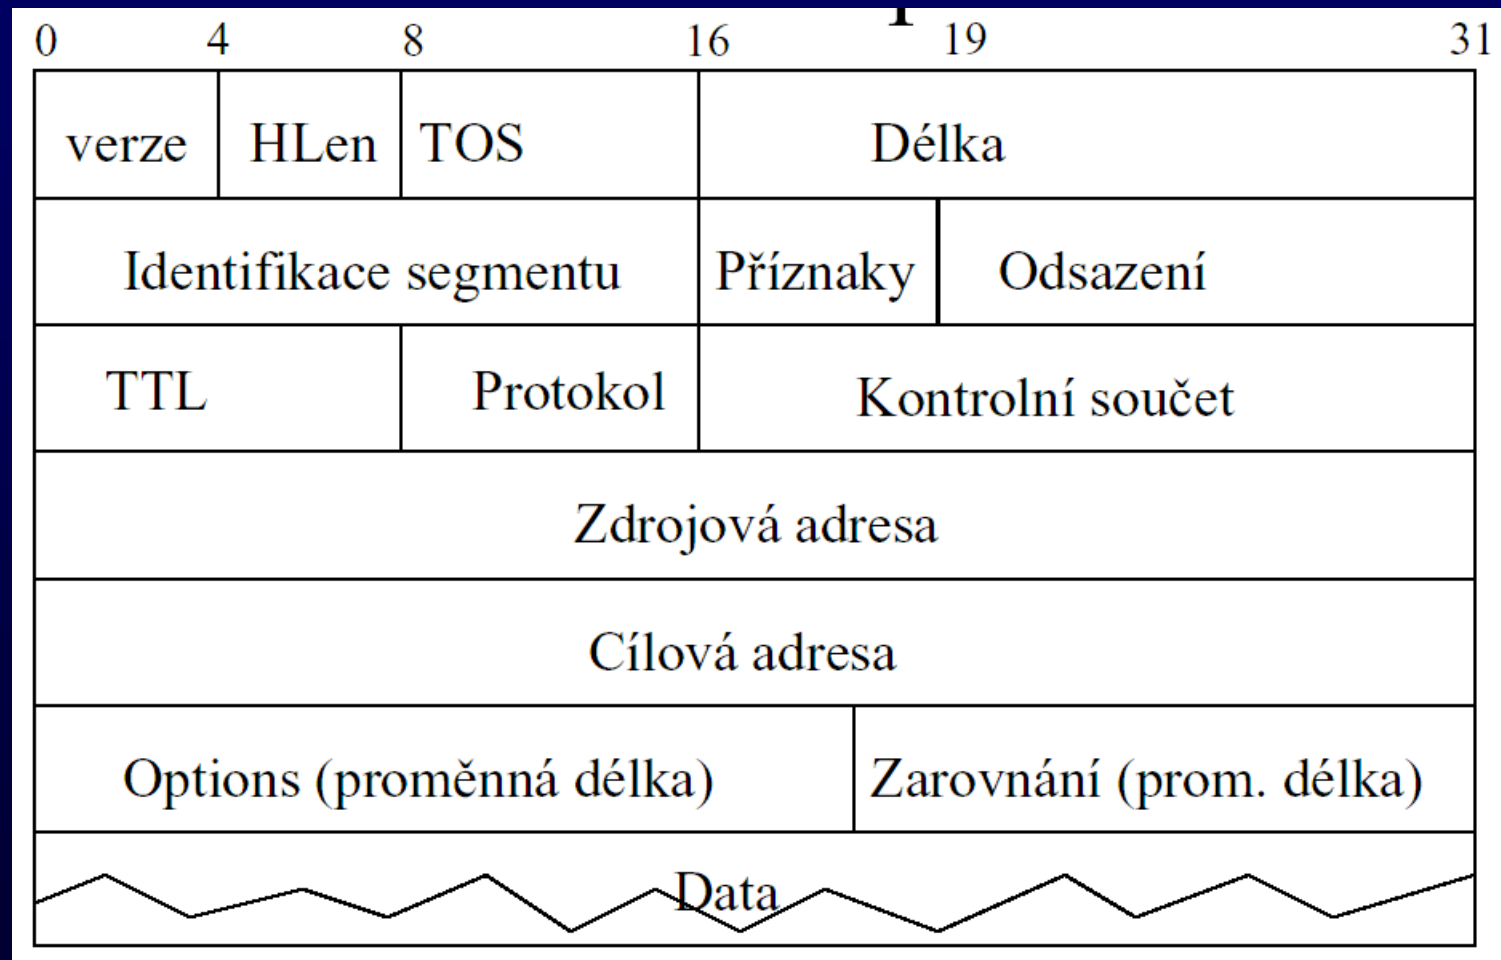 0 4 8 16 19 31
verze HLen TOS Délka
Identifikace segmentu Příznaky Odsazení
TTL Protokol Kontrolní součet
Zdrojová adresa
Cílová adresa
Options (proměnná délka) Zarovnání (prom. délka)
Data